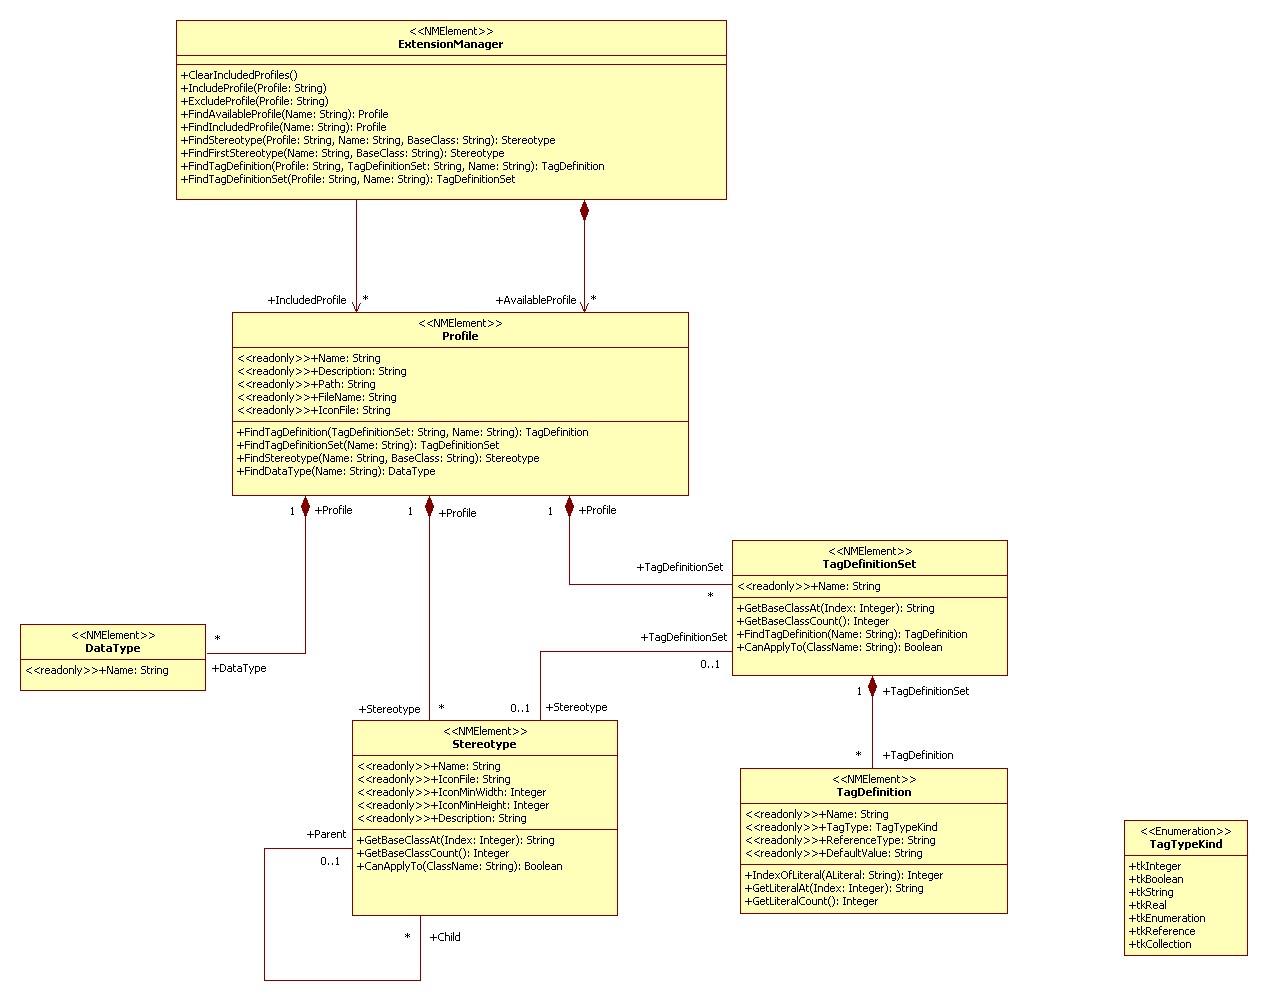 <<NMElement>>
ExtensionManager
+ClearIncludedProfiles()
+IncludeProfile(Profile: String)
+ExcludeProfile(Profile: String)
+FindAvailableProfile(Name: String): Profile
+FindIncludedProfile(Name: String): Profile
+FindStereotype(Profile: String, Name: String, BaseClass: String): Stereotype
+FindFirstStereotype(Name: String, BaseClass: String): Stereotype
+FindTagDefinition(Profile: String, TagDefinitionSet: String, Name: String): TagDefinition
+FindTagDefinitionSet(Profile: String, Name: String): TagDefinitionSet
+IncludedProfile *
+AvailableProfile *
<<NMElement>>
Profile
<<readonly>>+Name: String
<<readonly>>+Description: String
<<readonly>>+Path: String
<<readonly>>+FileName: String
<<readonly>>+IconFile: String
+FindTagDefinition(TagDefinitionSet: String, Name: String): TagDefinition
+FindTagDefinitionSet(Name: String): TagDefinitionSet
+FindStereotype(Name: String, BaseClass: String): Stereotype
+FindDataType(Name: String): DataType
1 +Profile
1 +Profile
1 +Profile
+TagDefinitionSet
*
<<NMElement>>
TagDefinitionSet
<<readonly>>+Name: String
+GetBaseClassAt(Index: Integer): String
+GetBaseClassCount(): Integer
+FindTagDefinition(Name: String): TagDefinition
+CanApplyTo(ClassName: String): Boolean
<<NMElement>>
DataType
<<readonly>>+Name: String
*
+DataType
+TagDefinitionSet
0..1
1 +TagDefinitionSet
+Stereotype *
0..1 +Stereotype
* +TagDefinition
<<NMElement>>
Stereotype
<<readonly>>+Name: String
<<readonly>>+IconFile: String
<<readonly>>+IconMinWidth: Integer
<<readonly>>+IconMinHeight: Integer
<<readonly>>+Description: String
+GetBaseClassAt(Index: Integer): String
+GetBaseClassCount(): Integer
+CanApplyTo(ClassName: String): Boolean
+Parent
0..1
* +Child
<<NMElement>>
TagDefinition
<<readonly>>+Name: String
<<readonly>>+TagType: TagTypeKind
<<readonly>>+ReferenceType: String
<<readonly>>+DefaultValue: String
+IndexOfLiteral(ALiteral: String): Integer
+GetLiteralAt(Index: Integer): String
+GetLiteralCount(): Integer
<<Enumeration>>
TagTypeKind
+tkInteger
+tkBoolean
+tkString
+tkReal
+tkEnumeration
+tkReference
+tkCollection